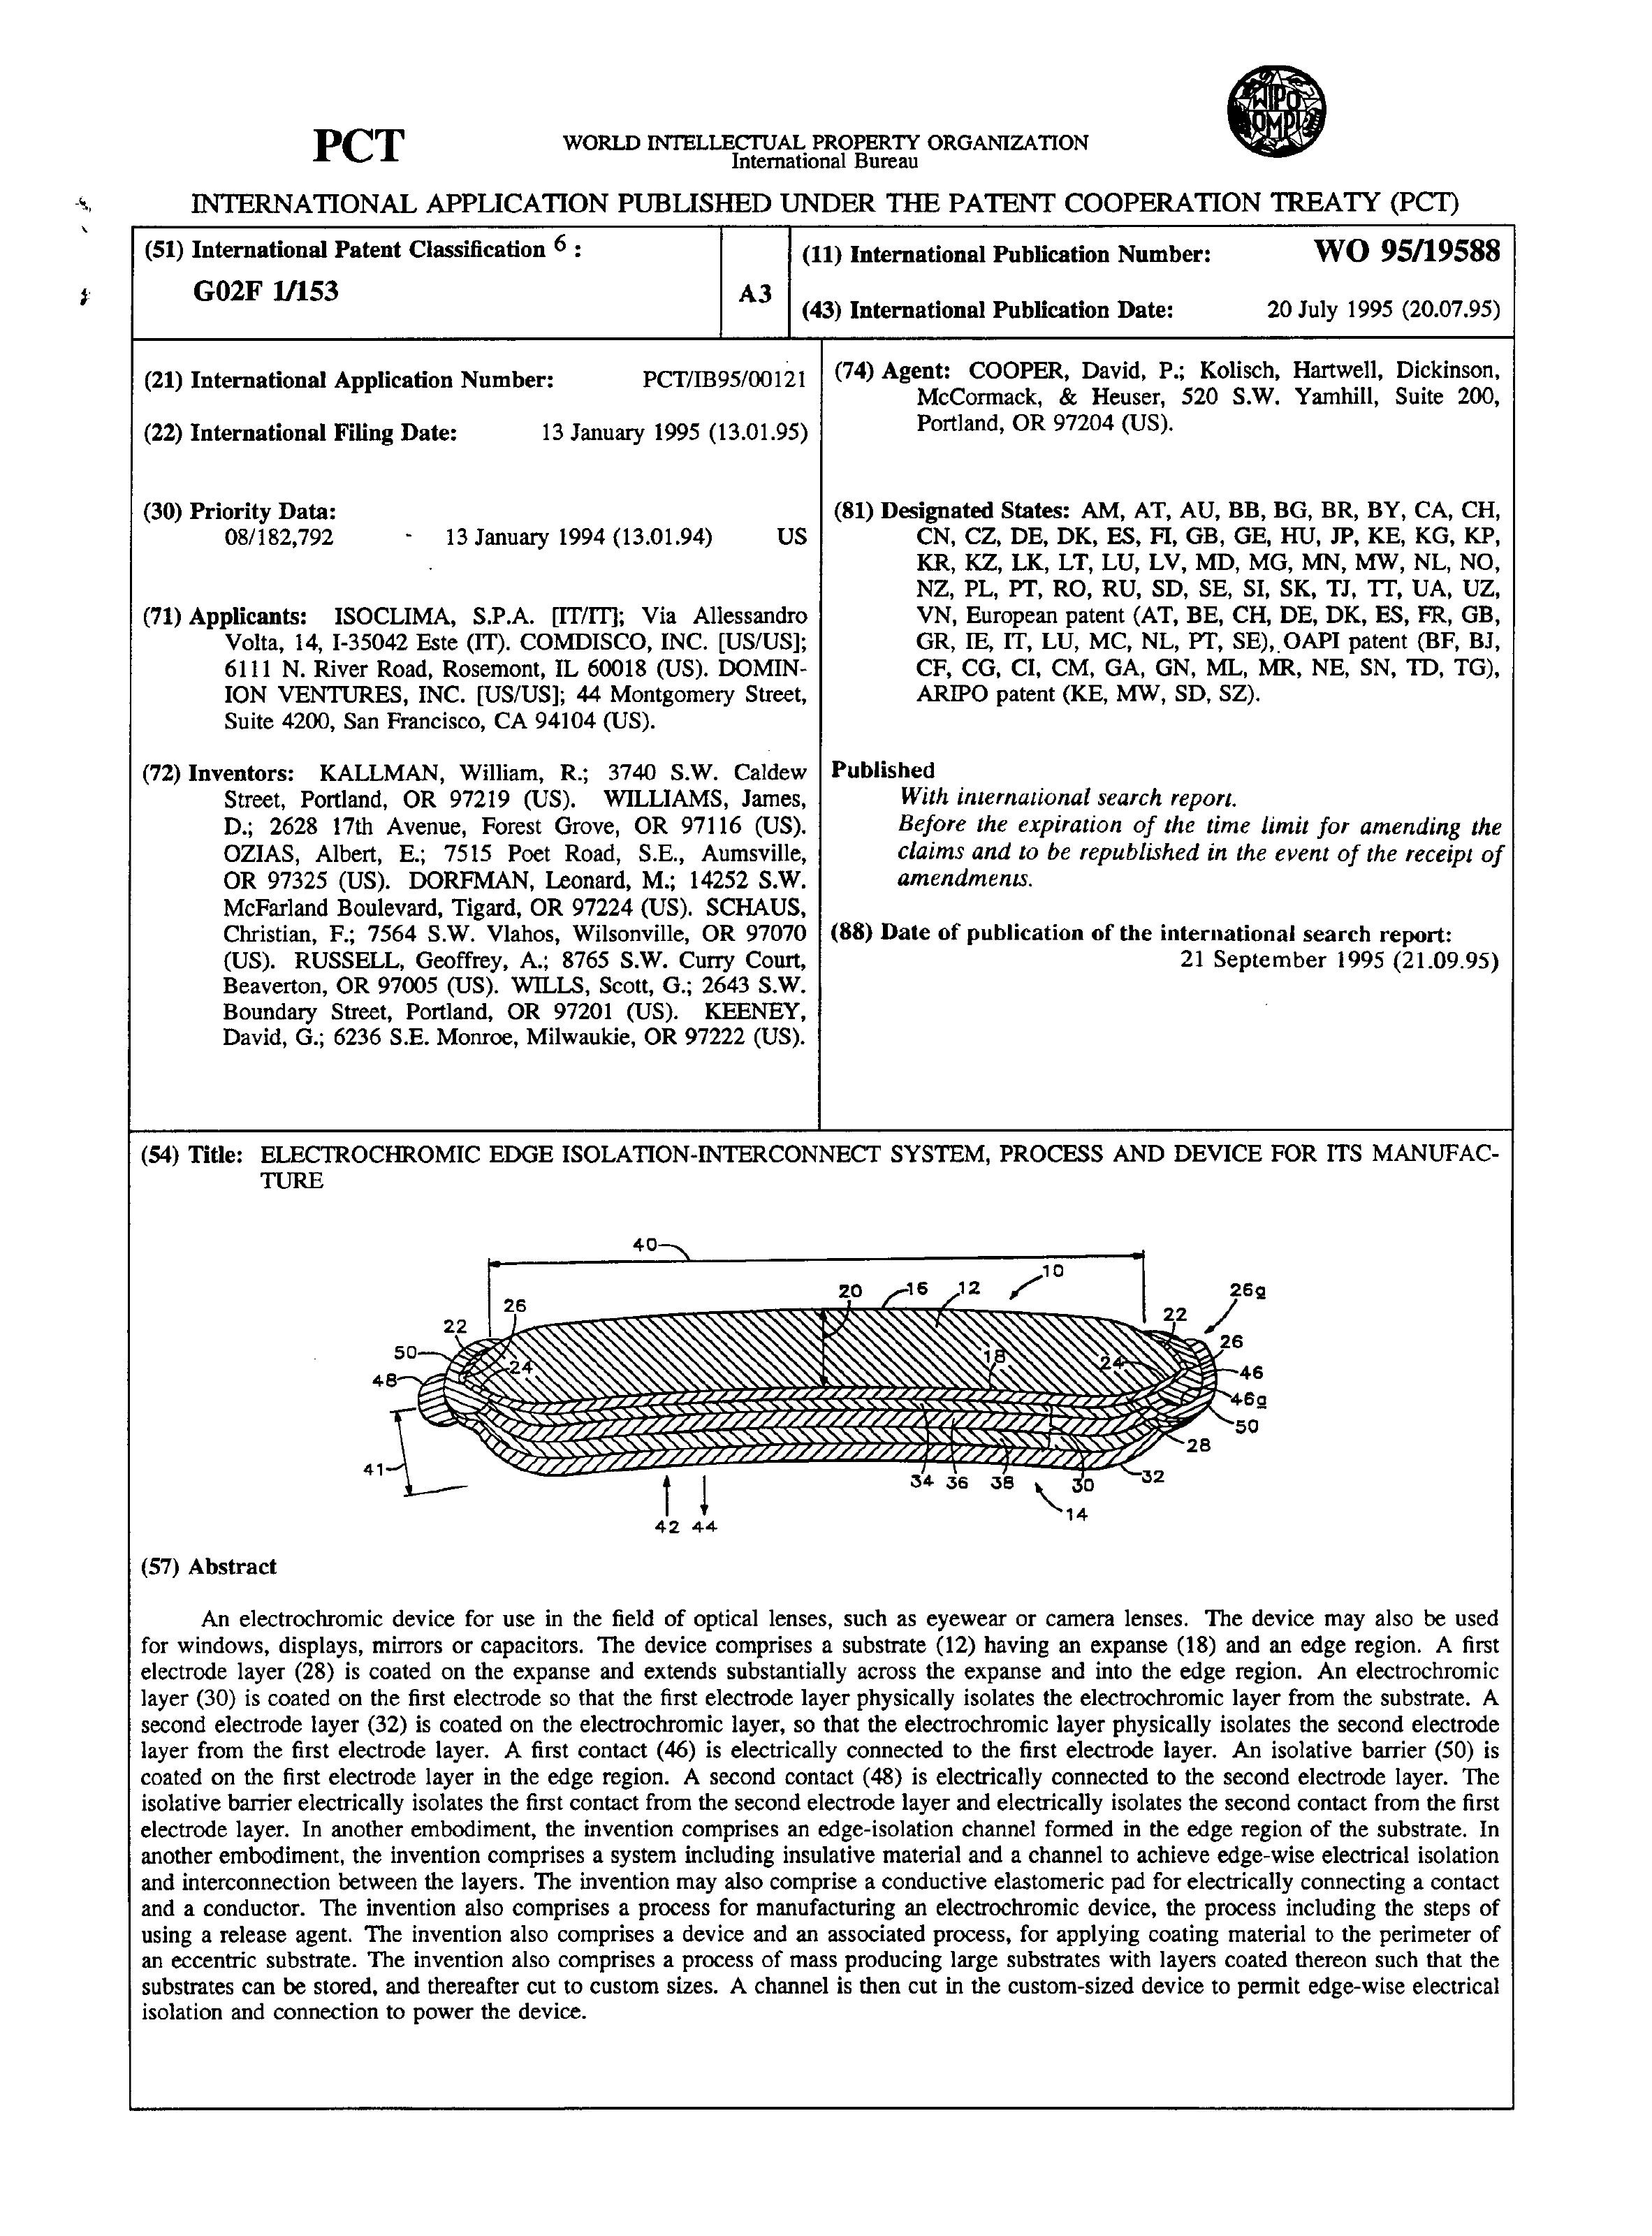 WIPO
OMPI
PCT
WORLD INTELLECTUAL PROPERTY ORGANIZATION
International Bureau
INTERNATIONAL APPLICATION PUBLISHED UNDER THE PATENT COOPERATION TREATY (PCT)
(51) International Patent Classification 6 :
G02F 1/153
A3
(11) International Publication Number: WO 95/19588
(43) International Publication Date: 20 July 1995 (20.07.95)
(21) International Application Number: PCT/IB95/00121
(22) International Filing Date: 13 January 1995 (13.01.95)
(30) Priority Data:
08/182,792 13 January 1994 (13.01.94) US
(71) Applicants: ISOCLIMA, S.P.A. [IT/IT]; Via Allessandro
Volta, 14, I-35042 Este (IT). COMDISCO, INC. [US/US];
6111 N. River Road, Rosemont, IL 60018 (US). DOMIN-
ION VENTURES, INC. [US/US]; 44 Montgomery Street,
Suite 4200, San Francisco, CA 94104 (US).
(72) Inventors: KALLMAN, William, R.; 3740 S.W. Caldew
Street, Portland, OR 97219 (US). WILLIAMS, James,
D.; 2628 17th Avenue, Forest Grove, OR 97116 (US).
OZIAS, Albert, E.; 7515 Poet Road, S.E., Aumsville,
OR 97325 (US). DORFMAN, Leonard, M.; 14252 S.W.
McFarland Boulevard, Tigard, OR 97224 (US). SCHAUS,
Christian, F.; 7564 S.W. Vlahos, Wilsonville, OR 97070
(US). RUSSELL, Geoffrey, A.; 8765 S.W. Curry Court,
Beaverton, OR 97005 (US). WILLS, Scott, G.; 2643 S.W.
Boundary Street, Portland, OR 97201 (US). KEENEY,
David, G.; 6236 S.E. Monroe, Milwaukie, OR 97222 (US).
(74) Agent: COOPER, David, P.; Kolisch, Hartwell, Dickinson,
McCormack, & Heuser, 520 S.W. Yamhill, Suite 200,
Portland, OR 97204 (US).
(81) Designated States: AM, AT, AU, BB, BG, BR, BY, CA, CH,
CN, CZ, DE, DK, ES, FI, GB, GE, HU, JP, KE, KG, KP,
KR, KZ, LK, LT, LU, LV, MD, MG, MN, MW, NL, NO,
NZ, PL, PT, RO, RU, SD, SE, SI, SK, TJ, TT, UA, UZ,
VN, European patent (AT, BE, CH, DE, DK, ES, FR, GB,
GR, IE, IT, LU, MC, NL, PT, SE), OAPI patent (BF, BJ,
CF, CG, CI, CM, GA, GN, ML, MR, NE, SN, TD, TG),
ARIPO patent (KE, MW, SD, SZ).
Published
With international search report.
Before the expiration of the time limit for amending the
claims and to be republished in the event of the receipt of
amendments.
(88) Date of publication of the international search report:
21 September 1995 (21.09.95)
(54) Title: ELECTROCHROMIC EDGE ISOLATION-INTERCONNECT SYSTEM, PROCESS AND DEVICE FOR ITS MANUFAC-
TURE
40
10
20 16 12 26a
26
22 22
50 26
24 18 24
48 46
46a
50
28
41 32
34 36 38 30
14
42 44
(57) Abstract
An electrochromic device for use in the field of optical lenses, such as eyewear or camera lenses. The device may also be used
for windows, displays, mirrors or capacitors. The device comprises a substrate (12) having an expanse (18) and an edge region. A first
electrode layer (28) is coated on the expanse and extends substantially across the expanse and into the edge region. An electrochromic
layer (30) is coated on the first electrode so that the first electrode layer physically isolates the electrochromic layer from the substrate. A
second electrode layer (32) is coated on the electrochromic layer, so that the electrochromic layer physically isolates the second electrode
layer from the first electrode layer. A first contact (46) is electrically connected to the first electrode layer. An isolative barrier (50) is
coated on the first electrode layer in the edge region. A second contact (48) is electrically connected to the second electrode layer. The
isolative barrier electrically isolates the first contact from the second electrode layer and electrically isolates the second contact from the first
electrode layer. In another embodiment, the invention comprises an edge-isolation channel formed in the edge region of the substrate. In
another embodiment, the invention comprises a system including insulative material and a channel to achieve edge-wise electrical isolation
and interconnection between the layers. The invention may also comprise a conductive elastomeric pad for electrically connecting a contact
and a conductor. The invention also comprises a process for manufacturing an electrochromic device, the process including the steps of
using a release agent. The invention also comprises a device and an associated process, for applying coating material to the perimeter of
an eccentric substrate. The invention also comprises a process of mass producing large substrates with layers coated thereon such that the
substrates can be stored, and thereafter cut to custom sizes. A channel is then cut in the custom-sized device to permit edge-wise electrical
isolation and connection to power the device.